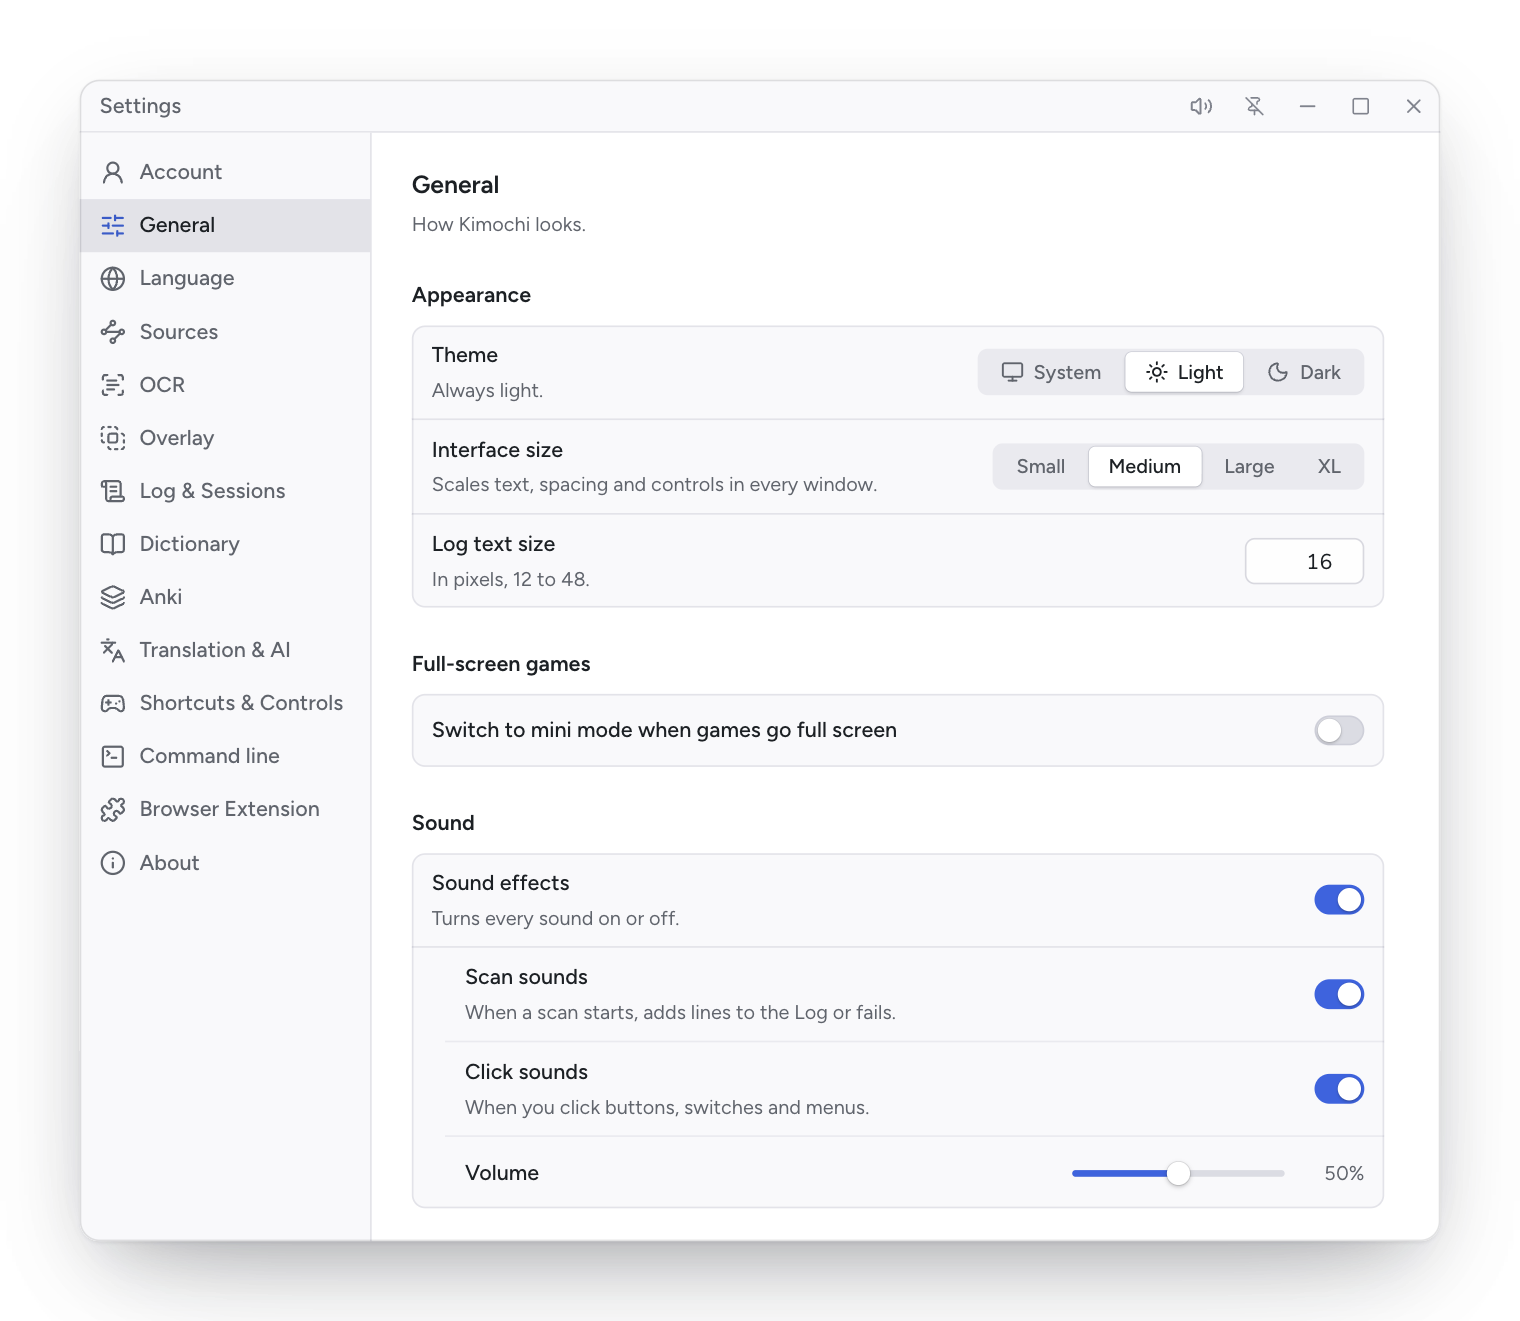 Settings
Account
General
Language
Sources
OCR
Overlay
Log & Sessions
Dictionary
Anki
Translation & AI
Shortcuts & Controls
Command line
Browser Extension
About
General
How Kimochi looks.
Appearance
Theme
Always light.
System
Light
Dark
Interface size
Scales text, spacing and controls in every window.
Small
Medium
Large
XL
Log text size
In pixels, 12 to 48.
16
Full-screen games
Switch to mini mode when games go full screen
Sound
Sound effects
Turns every sound on or off.
Scan sounds
When a scan starts, adds lines to the Log or fails.
Click sounds
When you click buttons, switches and menus.
Volume
50%